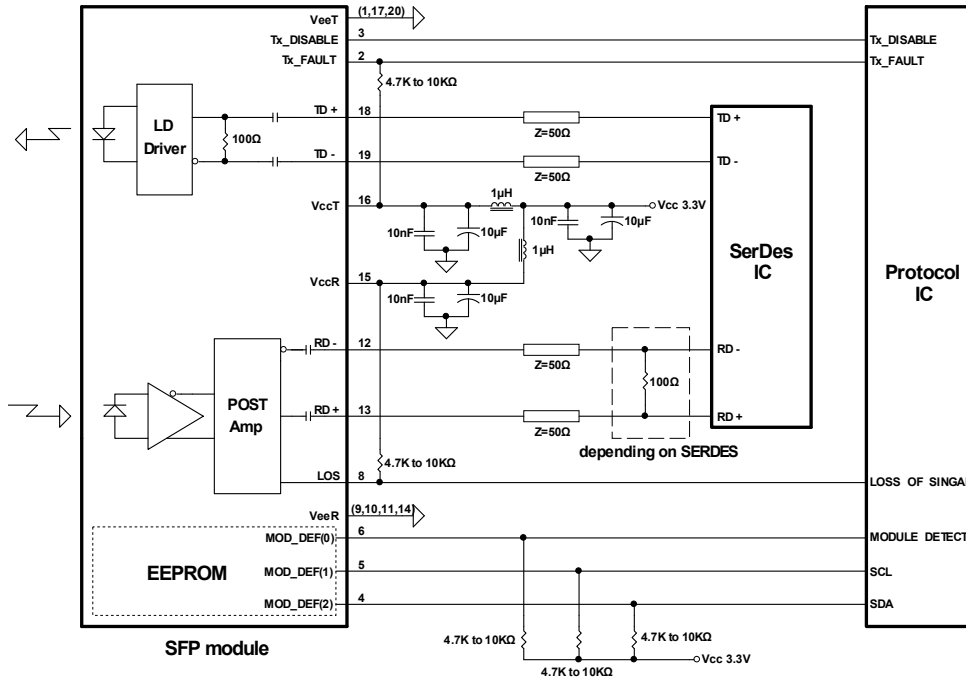 VeeT (1,17,20)
Tx_DISABLE 3 Tx_DISABLE
Tx_FAULT 2 Tx_FAULT
4.7K to 10KΩ
LD
Driver
100Ω
TD + 18 TD +
Z=50Ω
TD - 19 TD -
Z=50Ω
VccT 16
1µH
Vcc 3.3V
10nF
10µF
10nF
10µF
1µH
SerDes
IC
Protocol
IC
VccR 15
10nF
10µF
RD - 12 RD -
Z=50Ω
100Ω
POST
Amp
RD + 13 RD +
Z=50Ω
depending on SERDES
4.7K to 10KΩ
LOS 8 LOSS OF SINGAL
VeeR (9,10,11,14)
MOD_DEF(0) 6 MODULE DETECT
EEPROM
MOD_DEF(1) 5 SCL
MOD_DEF(2) 4 SDA
SFP module
4.7K to 10KΩ
4.7K to 10KΩ
4.7K to 10KΩ
Vcc 3.3V